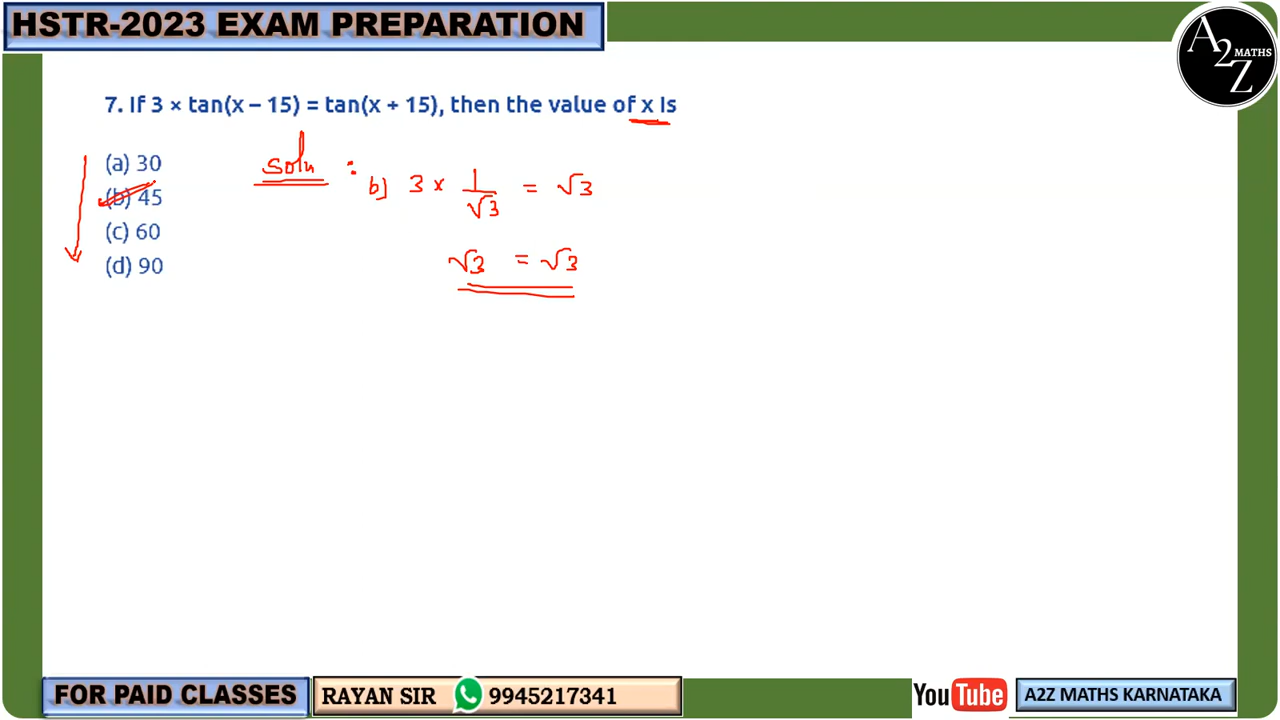 HSTR-2023 EXAM PREPARATION
A2Z MATHS
7. If 3 × tan(x – 15) = tan(x + 15), then the value of x is
(a) 30
(b) 45
(c) 60
(d) 90
Soln :
b) 3 × 1/√3 = √3
√3 = √3
FOR PAID CLASSES
RAYAN SIR 9945217341
YouTube
A2Z MATHS KARNATAKA